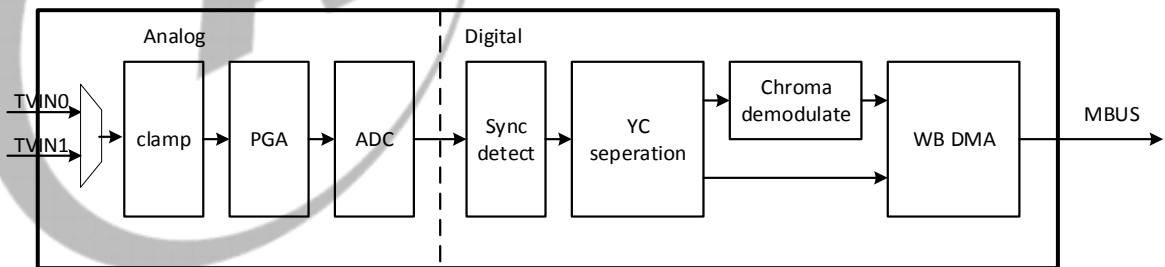 Analog
Digital
TVIN0
TVIN1
clamp
PGA
ADC
Sync
detect
YC
seperation
Chroma
demodulate
WB DMA
MBUS